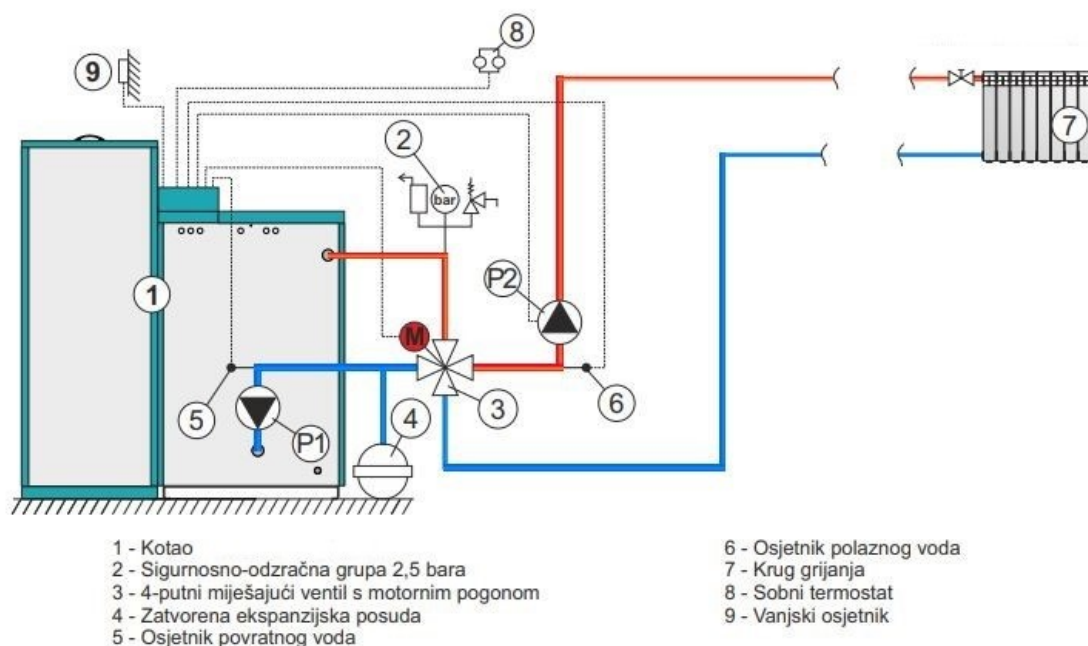 9
8
2
bar
7
1
P2
M
5
P1
4
3
6
1 - Kotao
2 - Sigurnosno-odzračna grupa 2,5 bara
3 - 4-putni miješajući ventil s motornim pogonom
4 - Zatvorena ekspanzijska posuda
5 - Osjetnik povratnog voda
6 - Osjetnik polaznog voda
7 - Krug grijanja
8 - Sobni termostat
9 - Vanjski osjetnik